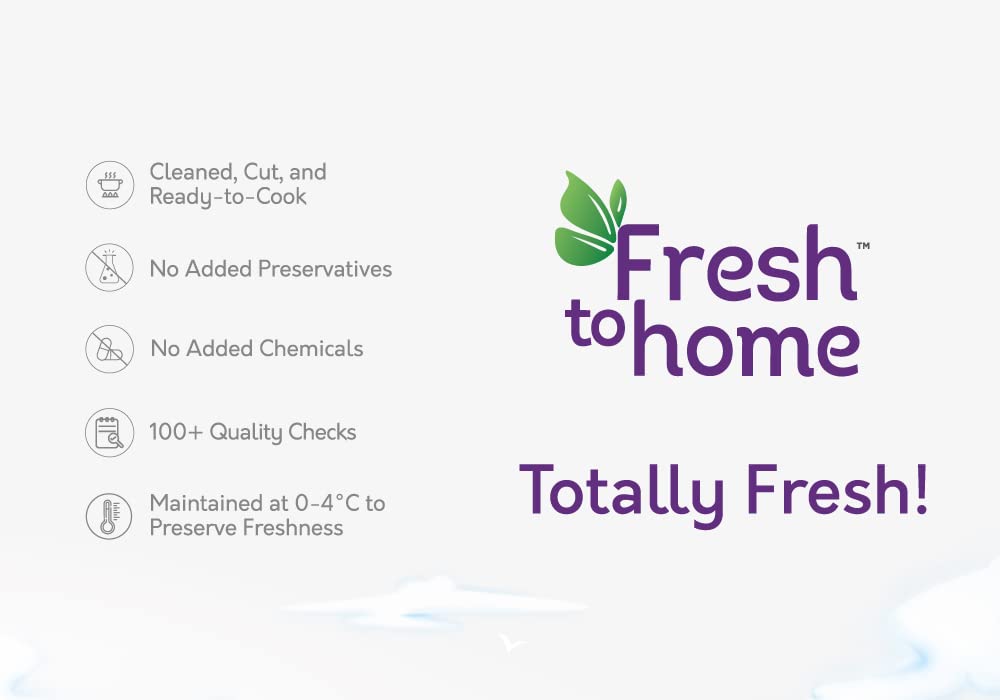 Cleaned, Cut, and
Ready-to-Cook
No Added Preservatives
No Added Chemicals
100+ Quality Checks
Maintained at 0-4°C to
Preserve Freshness
Fresh™
to home
Totally Fresh!